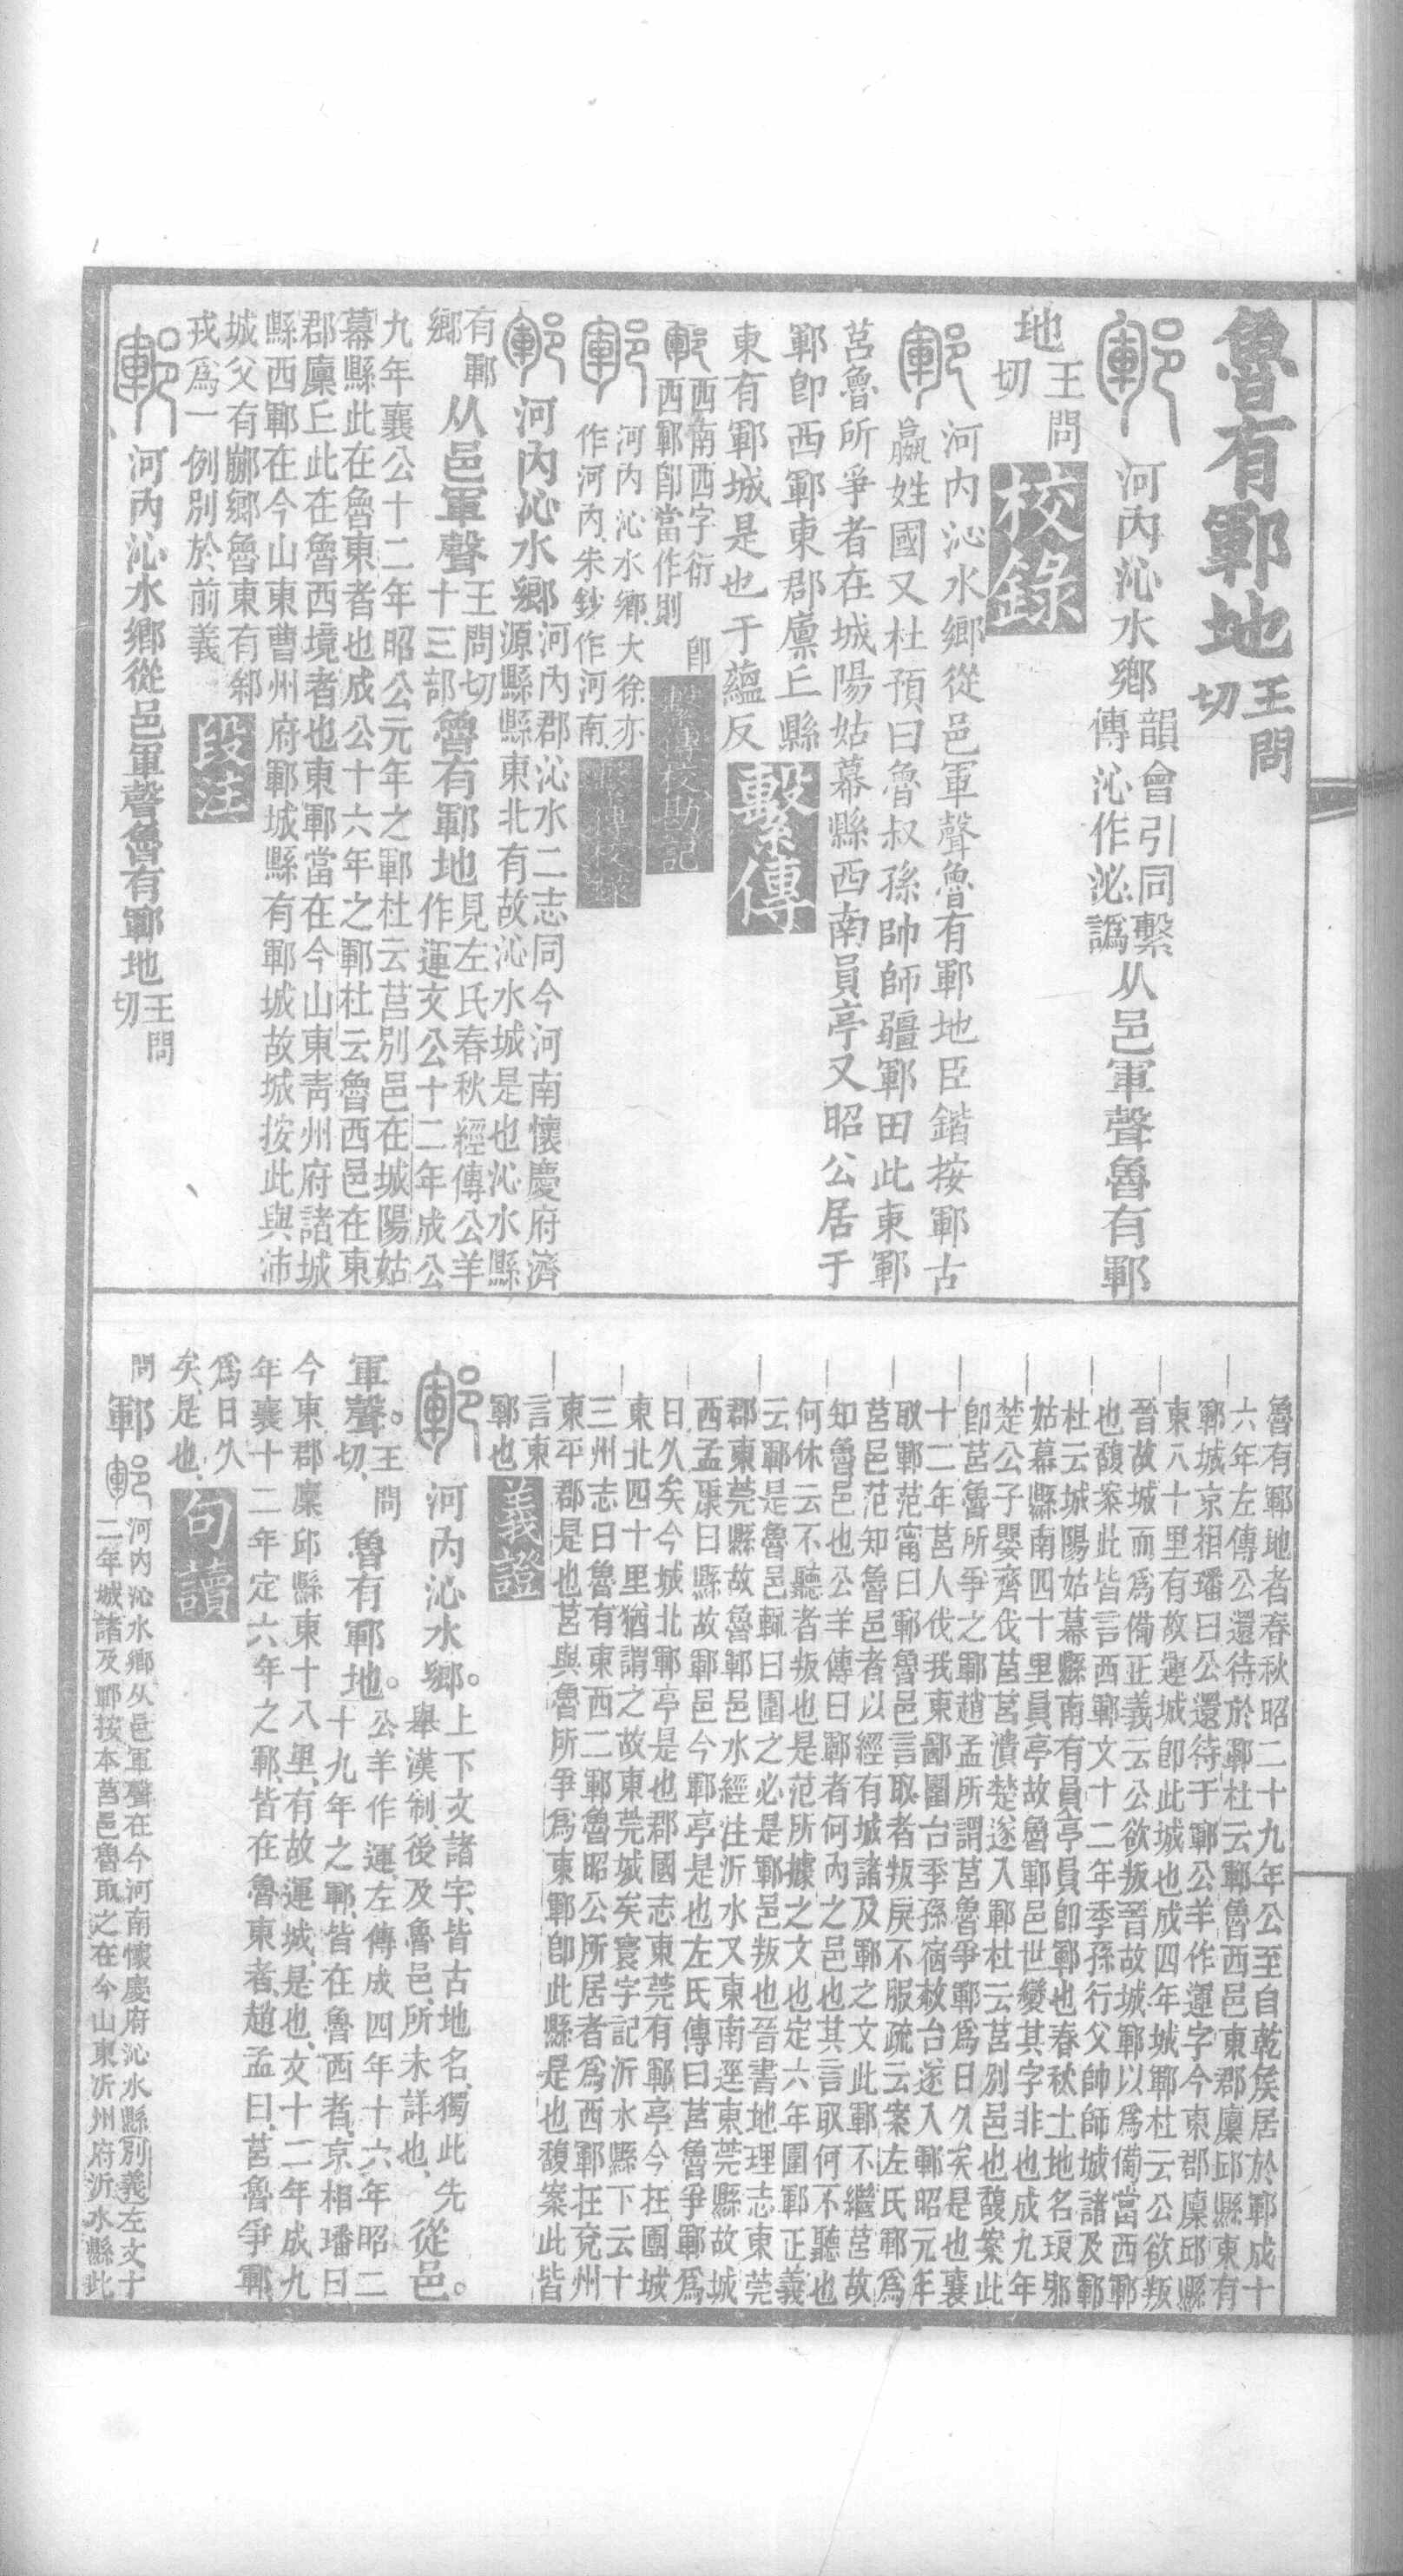 魯有鄆地王問切
河內沁水鄉韻會引同繫傳沁作泌譌从邑軍聲魯有鄆
地王問切校錄
河內沁水鄉從邑軍聲魯有鄆地臣鍇按鄆古
嬴姓國又杜預曰魯叔孫帥師疆鄆田此東鄆
莒魯所爭者在城陽姑幕縣西南員亭又昭公居于
鄆卽西鄆東郡廩丘縣
東有鄆城是也于蘊反繫傳
西南西字衍卽西鄆卽當作則繫傳校勘記
河內沁水鄉大徐亦作河內朱鈔作河南
河內沁水鄉河內郡沁水二志同今河南懷慶府濟源縣縣東北有故沁水城是也沁水縣
有鄆鄉从邑軍聲王問切十三部魯有鄆地見左氏春秋經傳公羊作運文公十二年成公
九年襄公十二年昭公元年之鄆杜云莒別邑在城陽姑
幕縣此在魯東者也成公十六年之鄆杜云魯西邑在東
郡廩丘此在魯西境者也東鄆當在今山東青州府諸城
縣西鄆在今山東曹州府鄆城縣有鄆城故城按此與沛
城父有鄉魯東有
戎爲一例別於前義段注
河內沁水鄉從邑軍聲魯有鄆地王問切
魯有鄆地者春秋昭二十九年公至自乾侯居於鄆成十
六年左傳公還待於鄆杜云鄆魯西邑東郡廩邱縣東有
鄆城京相璠曰公還待于鄆公羊作運字今東郡廩邱縣
東八十里有故運城卽此城也成四年城鄆杜云公欲叛
晉故城而爲備正義云公欲叛晉故城鄆以爲備當西鄆
也馥案此皆言西鄆文十二年季孫行父帥師城諸及鄆
杜云城陽姑幕縣南有員亭員卽鄆也春秋土地名琅邪
姑幕縣南四十里員亭故魯鄆邑世變其字非也成九年
楚公子嬰齊伐莒莒潰楚遂入鄆杜云莒別邑也馥案此
卽莒魯所爭之鄆趙孟所謂莒魯爭鄆爲日久矣是也襄
十二年莒人伐我東鄙圍台季孫宿救台遂入鄆昭元年
取鄆范甯曰鄆魯邑言取者叛戾不服疏云案左氏鄆爲
莒邑范知魯邑者以經有城諸及鄆之文此鄆不繼莒故
知魯邑也公羊傳曰鄆者何內之邑也其言取何不聽也
何休云不聽者叛也是范所據之文也定六年圍鄆正義
云鄆是魯邑輒曰圍之必是鄆邑叛也晉書地理志東莞
郡東莞縣故魯鄆邑水經注沂水又東南逕東莞縣故城
西孟康曰縣故鄆邑今鄆亭是也左氏傳曰莒魯爭鄆爲
日久矣今城北鄆亭是也郡國志東莞有鄆亭今在團城
東北四十里猶謂之故東莞城矣寰宇記沂水縣下云十
三州志曰魯有東西二鄆魯昭公所居者爲西鄆在兗州
東平郡是也莒與魯所爭爲東鄆卽此縣是也馥案此皆
言東
鄆也義證
河內沁水鄉。上下文諸字、皆古地名、獨此先舉漢制、後及魯邑、所未詳也、從邑。
軍聲。王問切、魯有鄆地。公羊作運、左傳成四年十六年昭二十九年之鄆、皆在魯西者、京相璠曰
今東郡廩邱縣東十八里、有故運城、是也、文十二年成九
年襄十二年定六年之鄆、皆在魯東者、趙孟曰、莒魯爭鄆、
爲日久
矣、是也、句讀
問鄆河內沁水鄉从邑軍聲在今河南懷慶府沁水縣別義左文十二年城諸及鄆按本莒邑魯取之在今山東沂州府沂水縣此